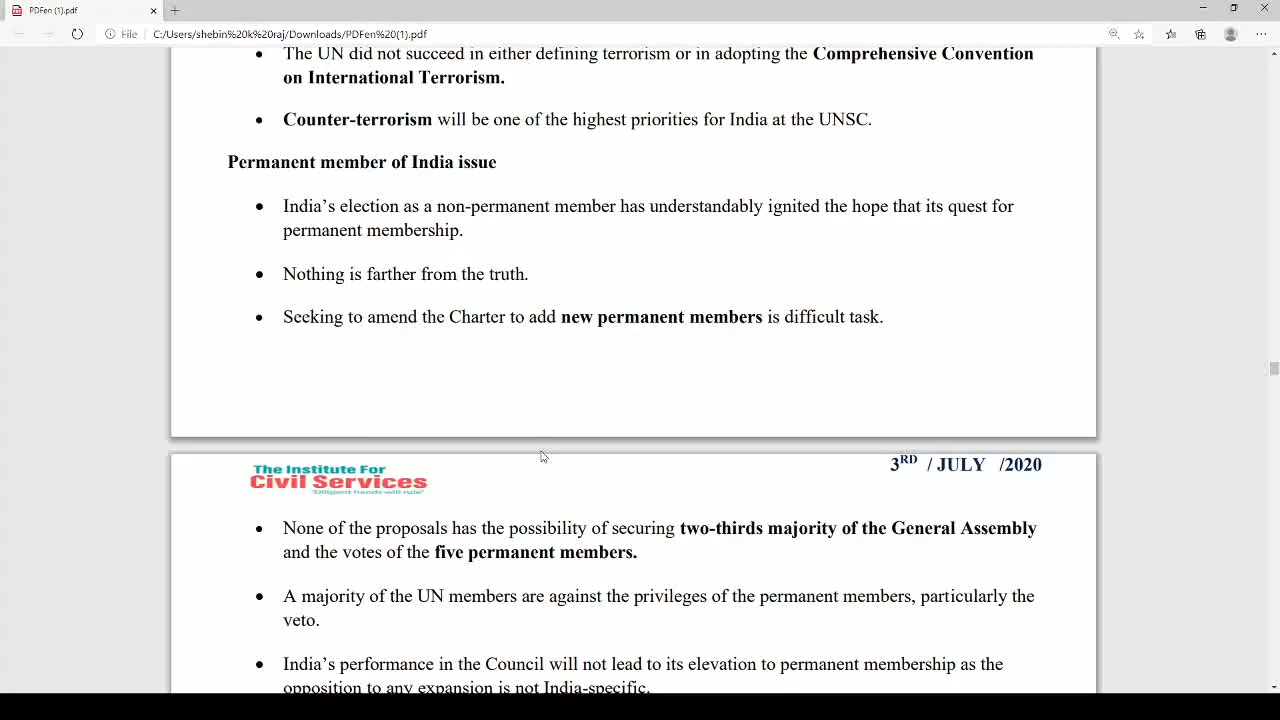 PDFen (1).pdf
File
C:/Users/shebin%20k%20raj/Downloads/PDFen%20(1).pdf
• The UN did not succeed in either defining terrorism or in adopting the Comprehensive Convention
on International Terrorism.
• Counter-terrorism will be one of the highest priorities for India at the UNSC.
Permanent member of India issue
• India’s election as a non-permanent member has understandably ignited the hope that its quest for
permanent membership.
• Nothing is farther from the truth.
• Seeking to amend the Charter to add new permanent members is difficult task.
The Institute For
Civil Services
"Diligent hands will rule"
3RD / JULY /2020
• None of the proposals has the possibility of securing two-thirds majority of the General Assembly
and the votes of the five permanent members.
• A majority of the UN members are against the privileges of the permanent members, particularly the
veto.
• India’s performance in the Council will not lead to its elevation to permanent membership as the
opposition to any expansion is not India-specific.